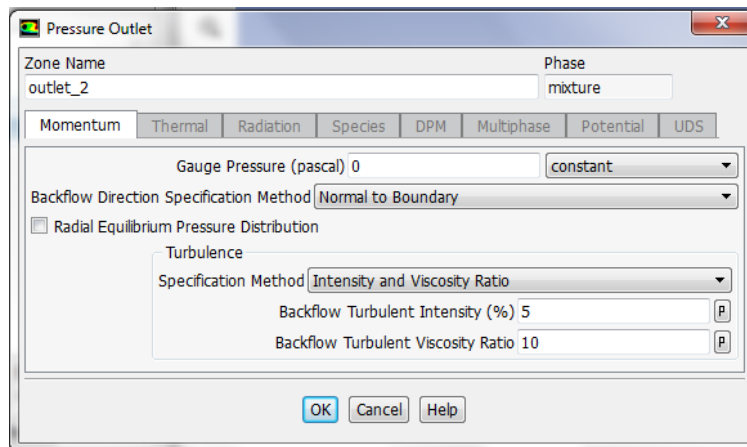 Pressure Outlet
Zone Name
Phase
outlet_2
mixture
Momentum Thermal Radiation Species DPM Multiphase Potential UDS
Gauge Pressure (pascal) 0 constant
Backflow Direction Specification Method Normal to Boundary
Radial Equilibrium Pressure Distribution
Turbulence
Specification Method Intensity and Viscosity Ratio
Backflow Turbulent Intensity (%) 5 P
Backflow Turbulent Viscosity Ratio 10 P
OK Cancel Help